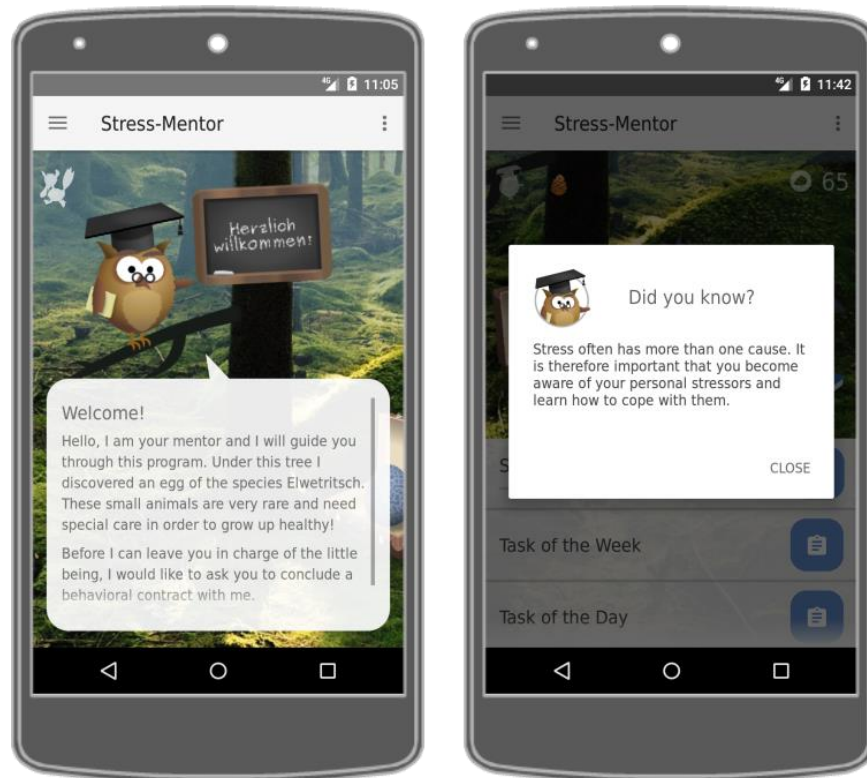 4G 11:05
Stress-Mentor
Herzlich
willkommen!
Welcome!
Hello, I am your mentor and I will guide you
through this program. Under this tree I
discovered an egg of the species Elwetritsch.
These small animals are very rare and need
special care in order to grow up healthy!
Before I can leave you in charge of the little
being, I would like to ask you to conclude a
behavioral contract with me.
4G 11:42
Stress-Mentor
65
Did you know?
Stress often has more than one cause. It
is therefore important that you become
aware of your personal stressors and
learn how to cope with them.
CLOSE
Task of the Week
Task of the Day